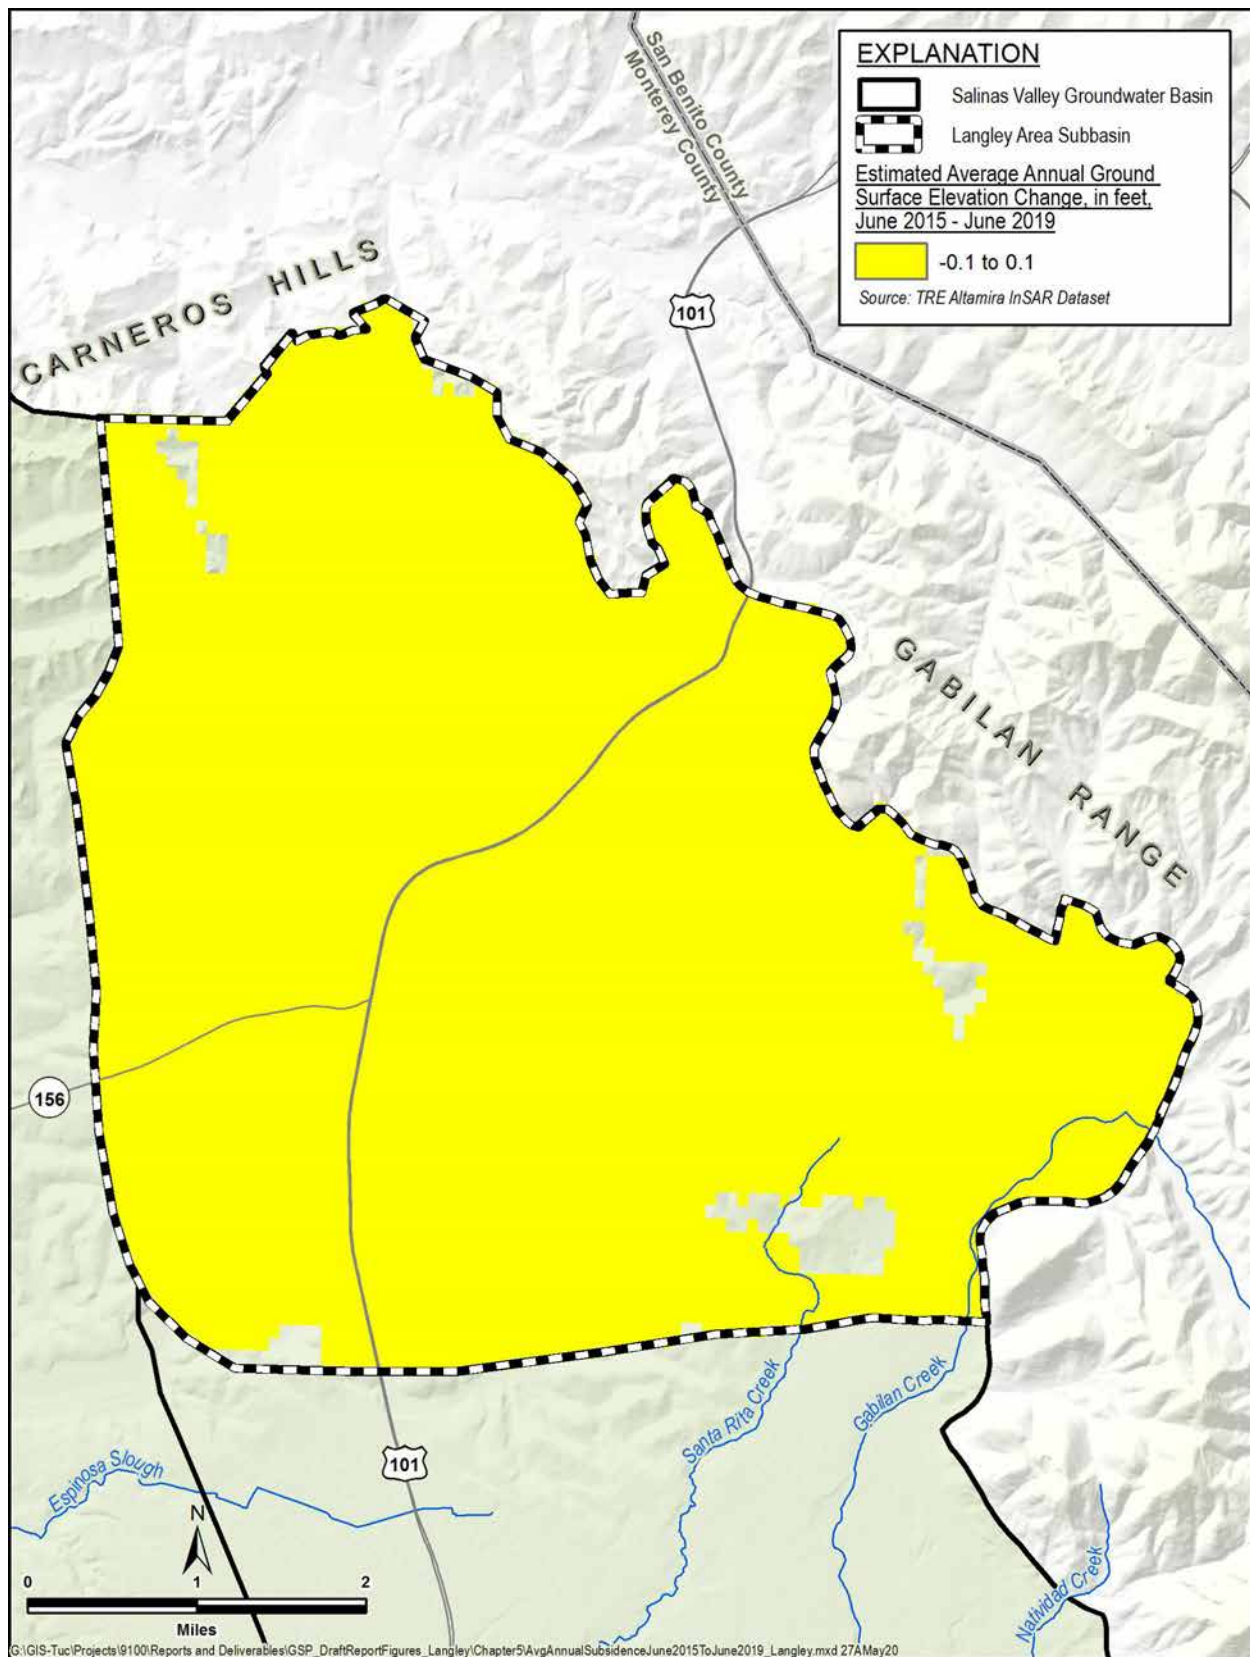 EXPLANATION
Salinas Valley Groundwater Basin
Langley Area Subbasin
Estimated Average Annual Ground
Surface Elevation Change, in feet,
June 2015 - June 2019
-0.1 to 0.1
Source: TRE Altamira InSAR Dataset
San Benito County
Monterey County
CARNEROS HILLS
101
GABILAN RANGE
156
Santa Rita Creek
Gabilan Creek
101
Espinosa Slough
Natividad Creek
N
0 1 2
Miles
G:\GIS-Tuc\Projects\9100\Reports and Deliverables\GSP_DraftReportFigures_Langley\Chapter5\AvgAnnualSubsidenceJune2015ToJune2019_Langley.mxd 27AMay20